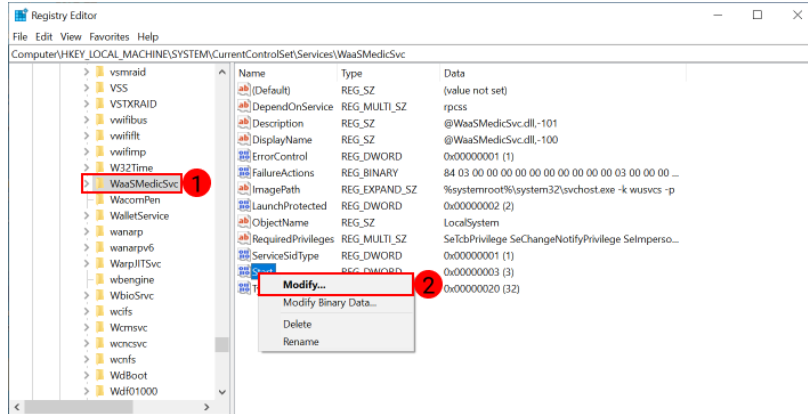 Registry Editor
File Edit View Favorites Help
Computer\HKEY_LOCAL_MACHINE\SYSTEM\CurrentControlSet\Services\WaaSMedicSvc
vsmraid
VSS
VSTXRAID
vwifibus
vwififlt
vwifimp
W32Time
WaaSMedicSvc 1
WacomPen
WalletService
wanarp
wanarpv6
WarpJITSvc
wbengine
WbioSrvc
wcifs
Wcmsvc
wcncsvc
wcnfs
WdBoot
Wdf01000
Name Type Data
(Default) REG_SZ (value not set)
DependOnService REG_MULTI_SZ rpcss
Description REG_SZ @WaaSMedicSvc.dll,-101
DisplayName REG_SZ @WaaSMedicSvc.dll,-100
ErrorControl REG_DWORD 0x00000001 (1)
FailureActions REG_BINARY 84 03 00 00 00 00 00 00 00 00 00 00 03 00 00 00 ...
ImagePath REG_EXPAND_SZ %systemroot%\system32\svchost.exe -k wusvcs -p
LaunchProtected REG_DWORD 0x00000002 (2)
ObjectName REG_SZ LocalSystem
RequiredPrivileges REG_MULTI_SZ SeTcbPrivilege SeChangeNotifyPrivilege SeImperso...
ServiceSidType REG_DWORD 0x00000001 (1)
Start REG_DWORD 0x00000003 (3)
0x00000020 (32)
Modify... 2
Modify Binary Data...
Delete
Rename